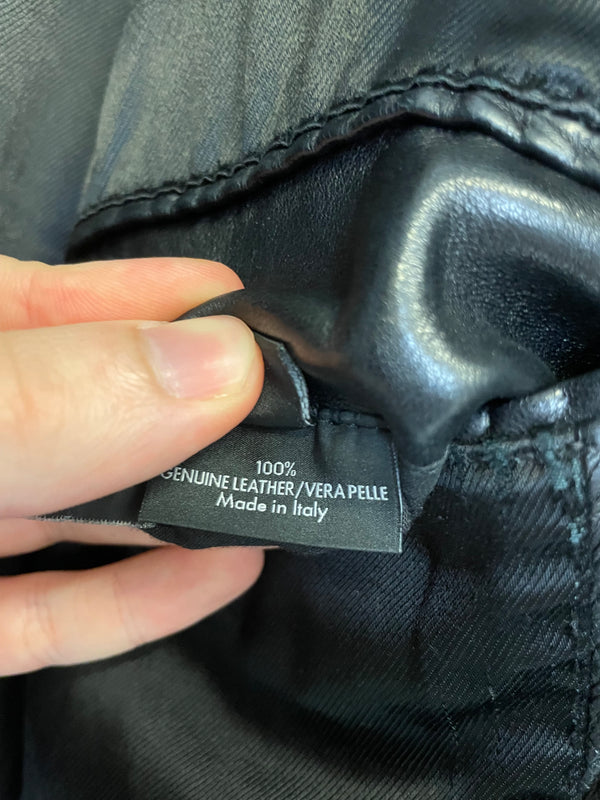 100%
GENUINE LEATHER/VERA PELLE
Made in Italy